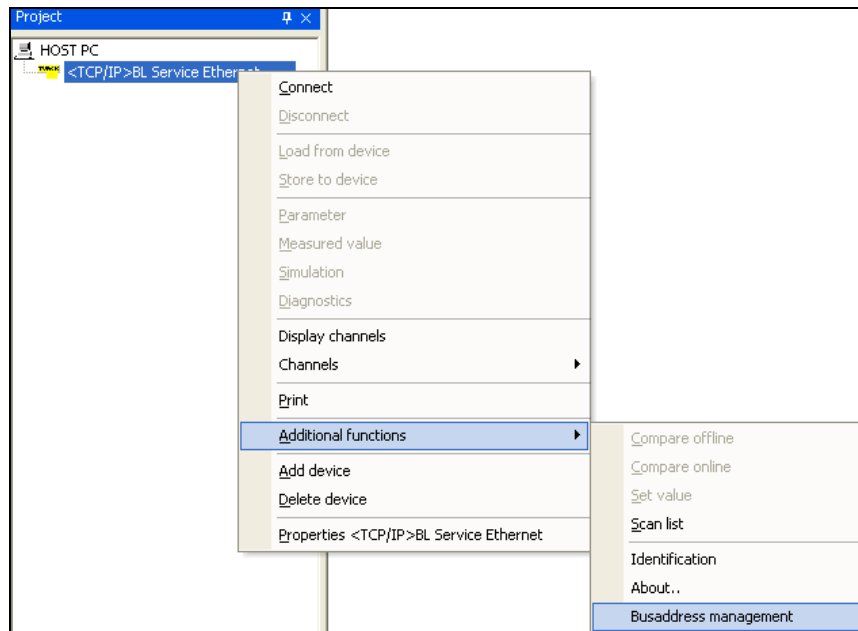 Project
HOST PC
TURCK <TCP/IP>BL Service Ethernet
Connect
Disconnect
Load from device
Store to device
Parameter
Measured value
Simulation
Diagnostics
Display channels
Channels
Print
Additional functions
Add device
Delete device
Properties <TCP/IP>BL Service Ethernet
Compare offline
Compare online
Set value
Scan list
Identification
About..
Busaddress management